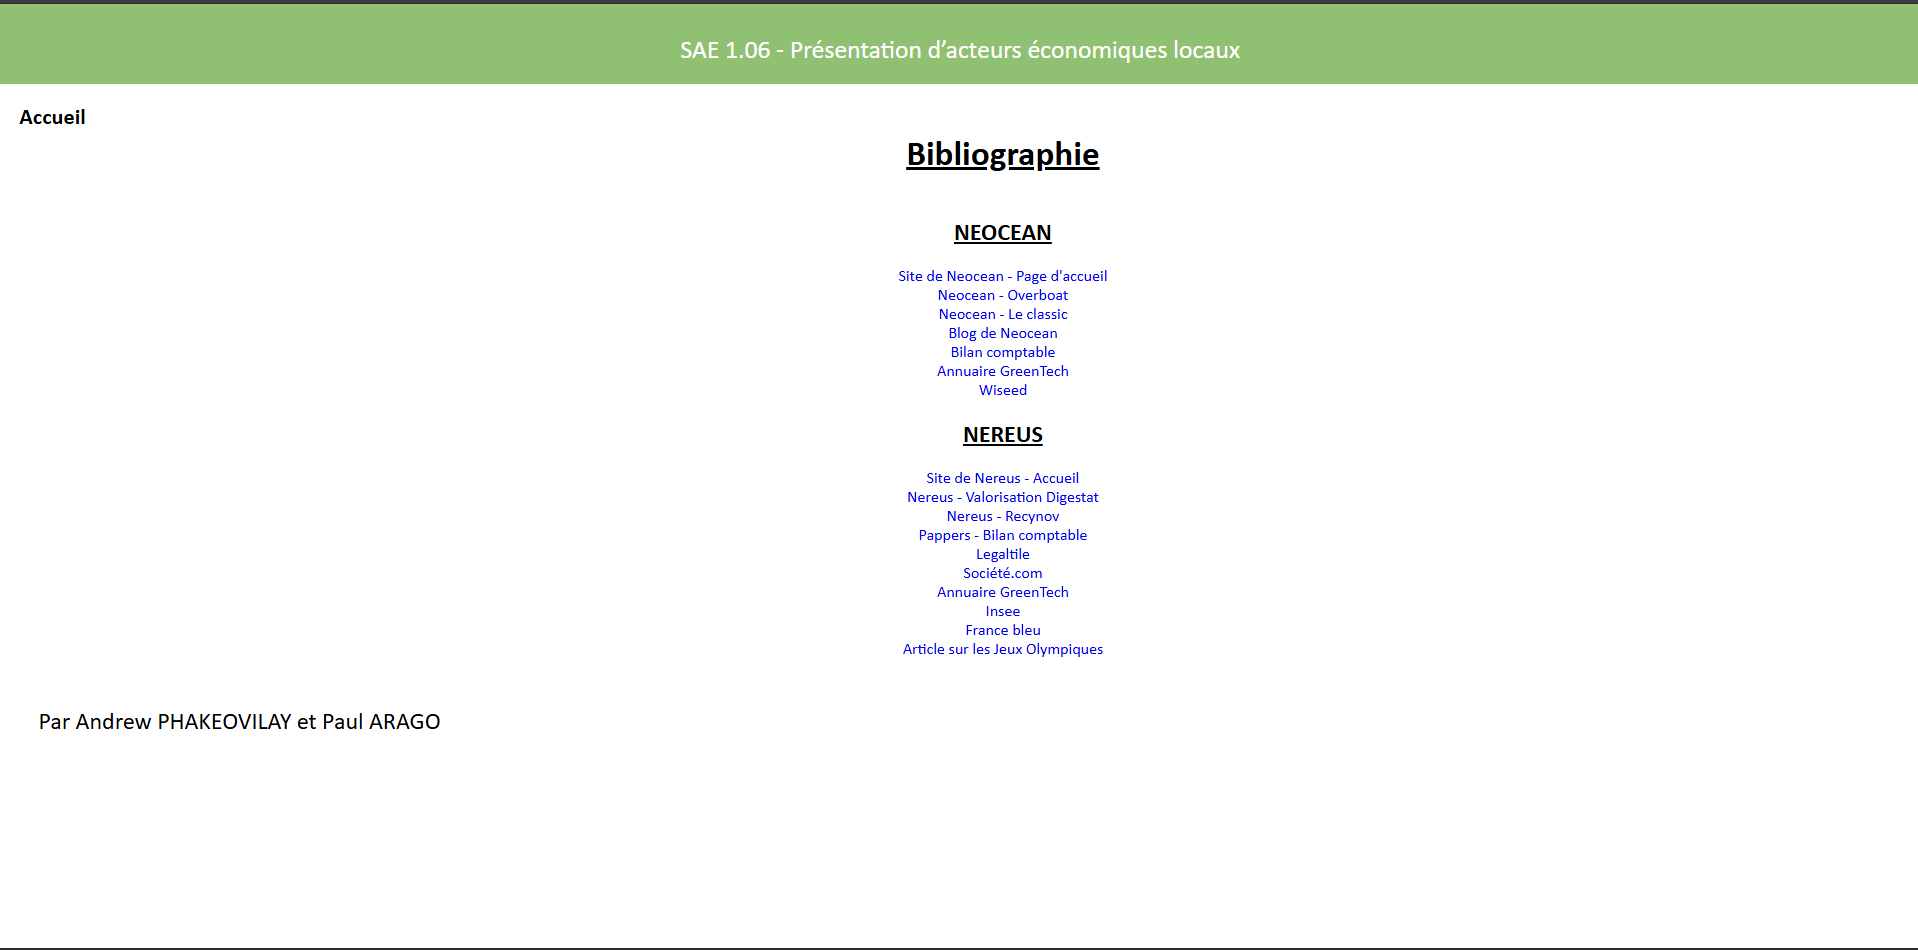 SAE 1.06 - Présentation d’acteurs économiques locaux
Accueil
Bibliographie
NEOCEAN
Site de Neocean - Page d'accueil
Neocean - Overboat
Neocean - Le classic
Blog de Neocean
Bilan comptable
Annuaire GreenTech
Wiseed
NEREUS
Site de Nereus - Accueil
Nereus - Valorisation Digestat
Nereus - Recynov
Pappers - Bilan comptable
Legaltile
Société.com
Annuaire GreenTech
Insee
France bleu
Article sur les Jeux Olympiques
Par Andrew PHAKEOVILAY et Paul ARAGO